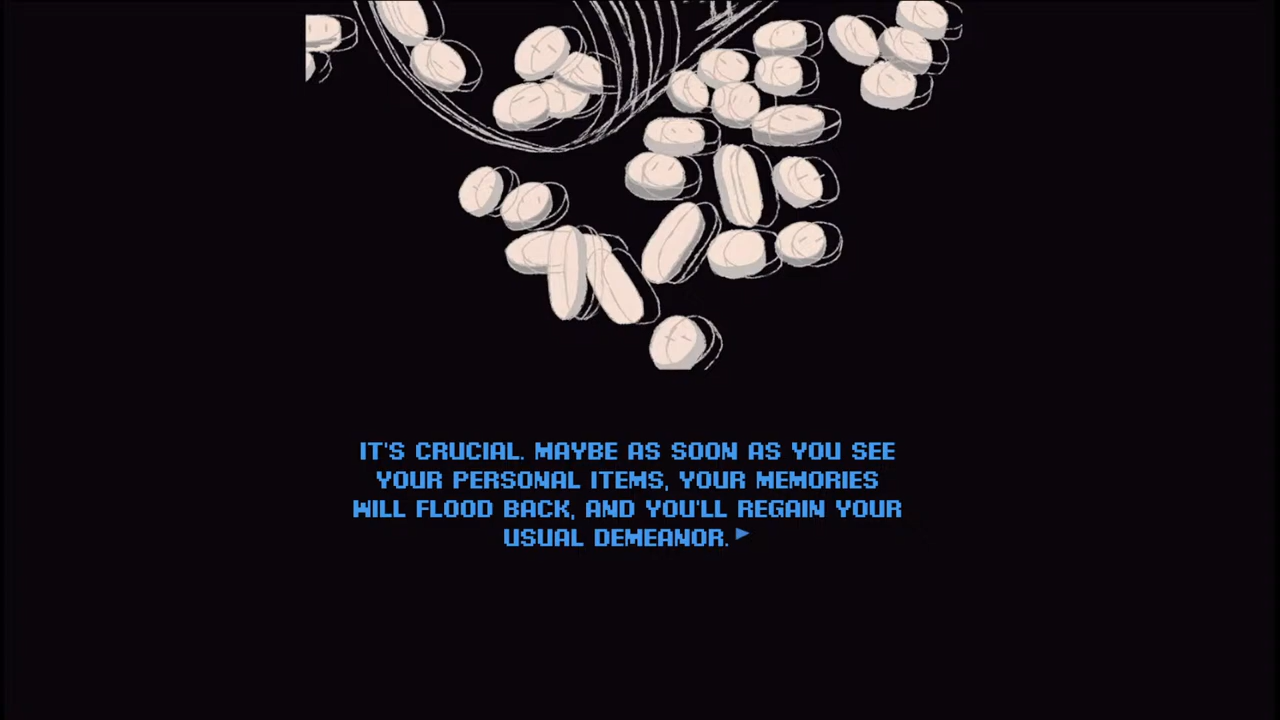 IT'S CRUCIAL. MAYBE AS SOON AS YOU SEE
YOUR PERSONAL ITEMS, YOUR MEMORIES
WILL FLOOD BACK, AND YOU'LL REGAIN YOUR
USUAL DEMEANOR.